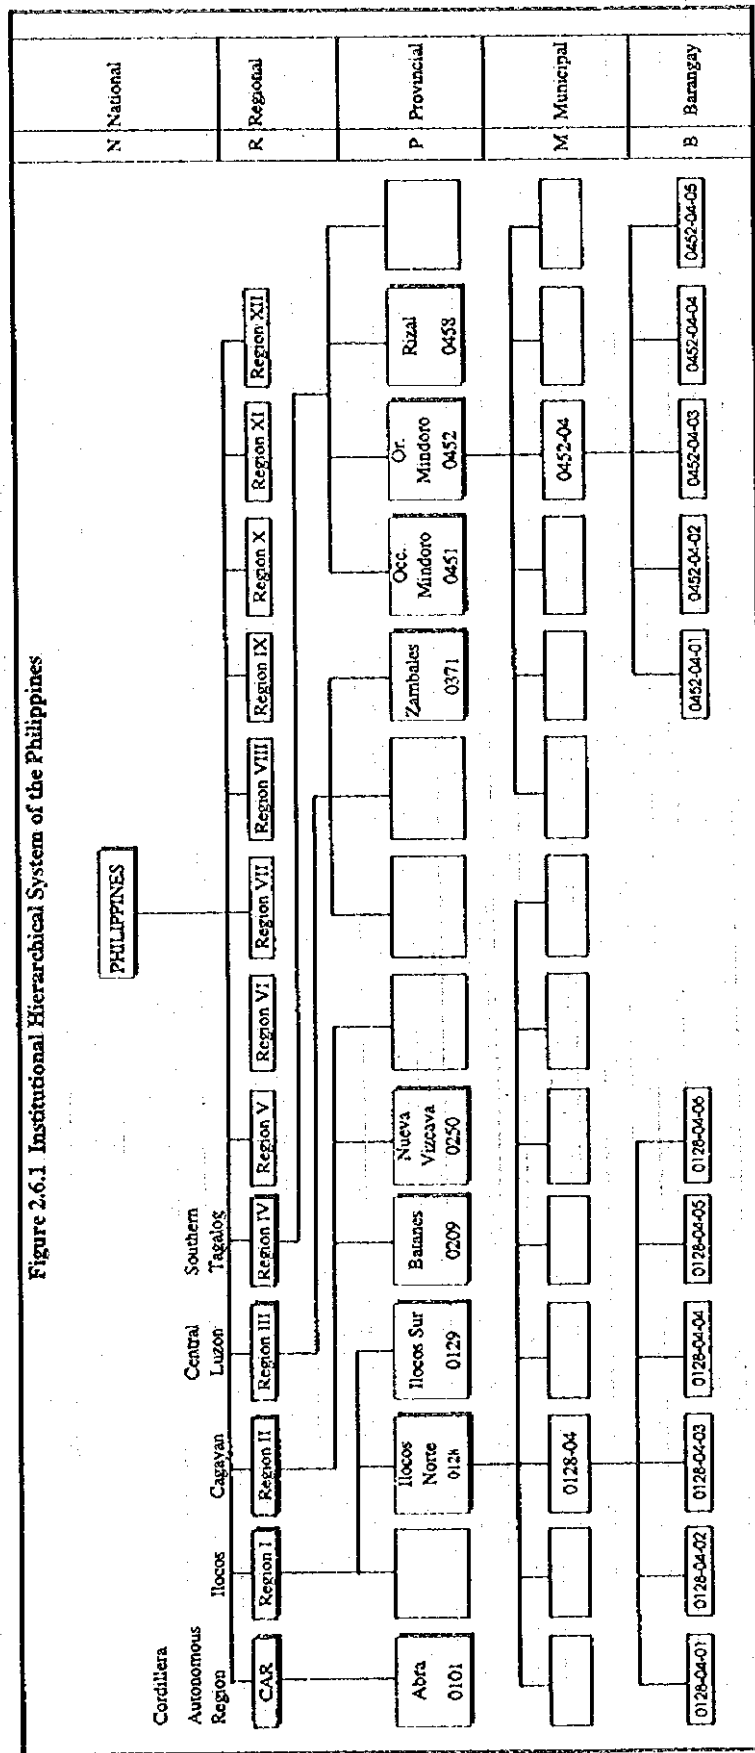 Figure 2.6.1 Institutional Hierarchical System of the Philippines
N National
PHILIPPINES
R Regional
Cordillera
Autonomous
Region
Ilocos
Cagayan
Central
Luzon
Southern
Tagalog
CAR
Region I
Region II
Region III
Region IV
Region V
Region VI
Region VII
Region VIII
Region IX
Region X
Region XI
Region XII
P Provincial
Abra
0101
Ilocos
Norte
0128
Ilocos Sur
0129
Batanes
0209
Nueva
Vizcaya
0250
Zambales
0371
Occ.
Mindoro
0451
Or.
Mindoro
0452
Rizal
0458
M Municipal
0128-04
0452-04
B Barangay
0128-04-01
0128-04-02
0128-04-03
0128-04-04
0128-04-05
0128-04-06
0452-04-01
0452-04-02
0452-04-03
0452-04-04
0452-04-05